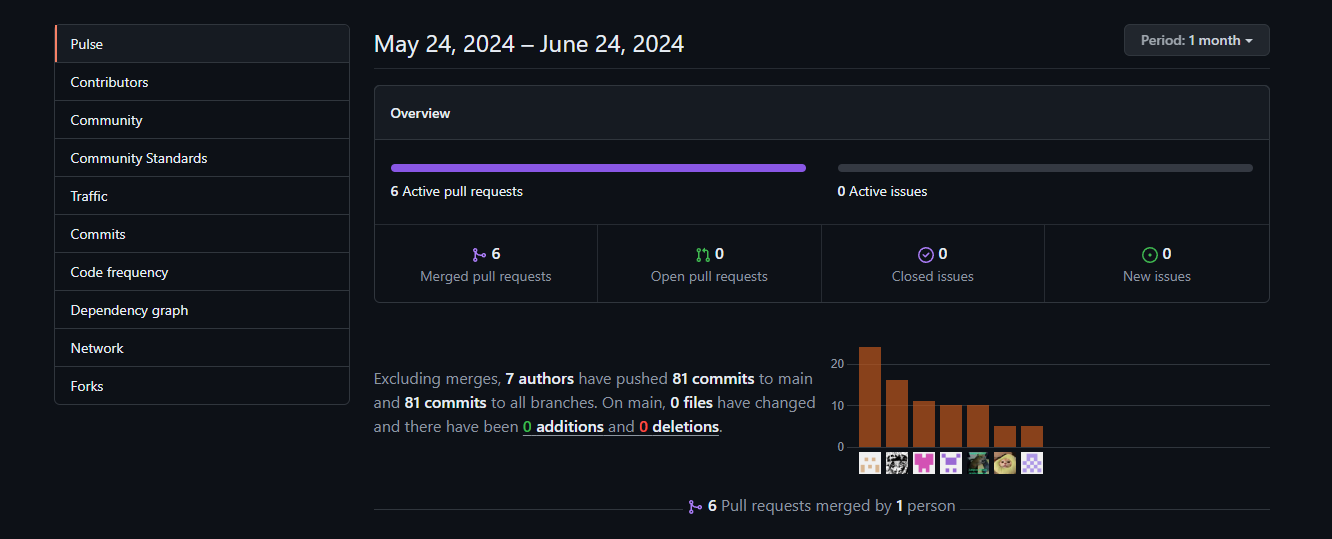 Pulse
Contributors
Community
Community Standards
Traffic
Commits
Code frequency
Dependency graph
Network
Forks
May 24, 2024 – June 24, 2024
Period: 1 month
Overview
6 Active pull requests
0 Active issues
6
Merged pull requests
0
Open pull requests
0
Closed issues
0
New issues
Excluding merges, 7 authors have pushed 81 commits to main
and 81 commits to all branches. On main, 0 files have changed
and there have been 0 additions and 0 deletions.
20
10
0
6 Pull requests merged by 1 person